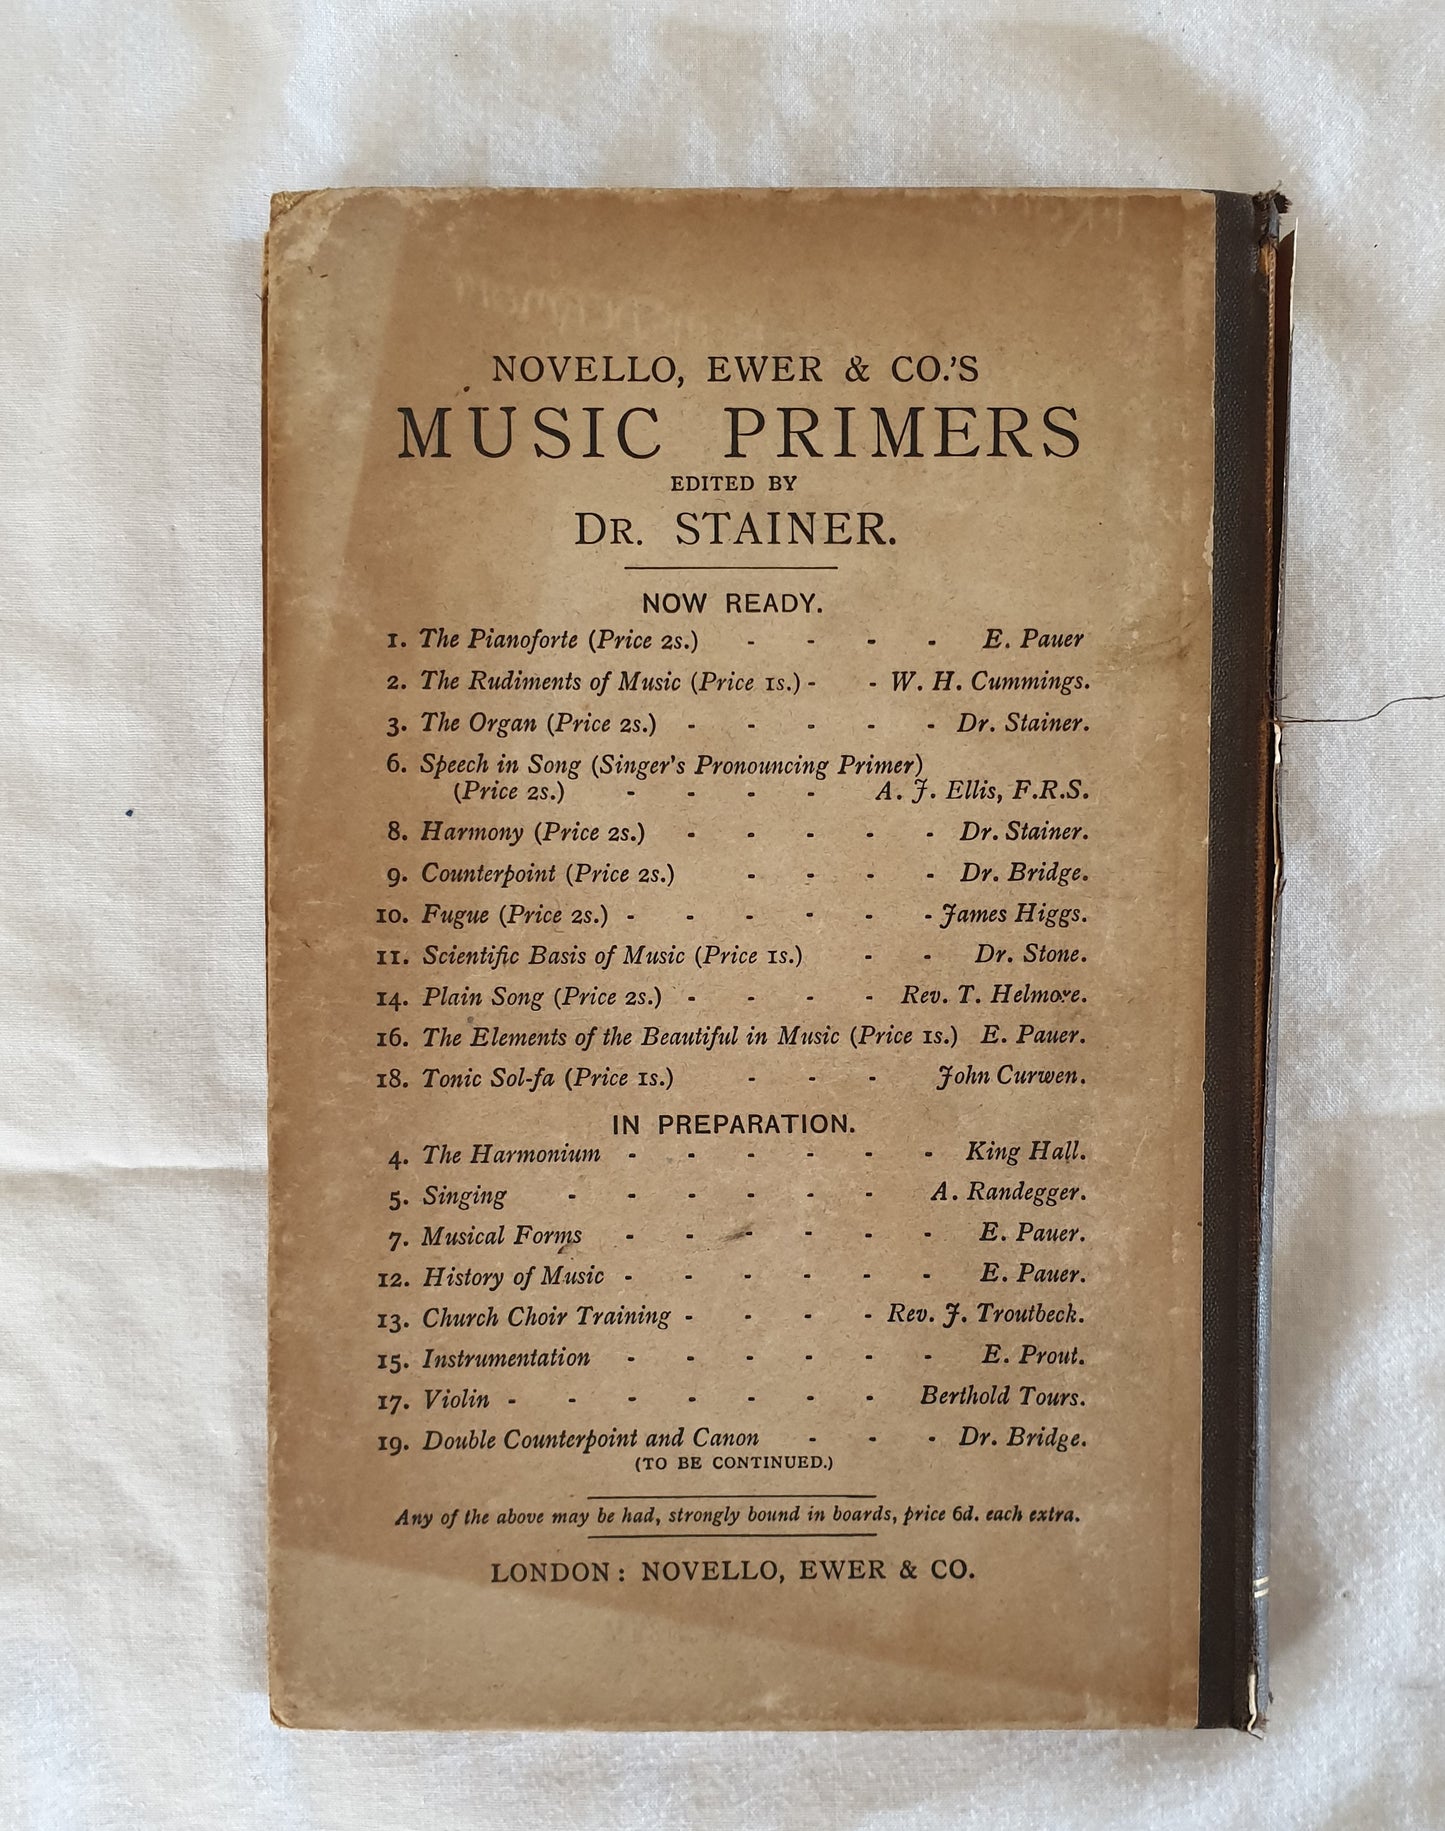 NOVELLO, EWER & CO.'S
MUSIC PRIMERS
EDITED BY
DR. STAINER.
NOW READY.
1. The Pianoforte (Price 2s.) - - - - E. Pauer
2. The Rudiments of Music (Price 1s.) - - W. H. Cummings.
3. The Organ (Price 2s.) - - - - - Dr. Stainer.
6. Speech in Song (Singer's Pronouncing Primer)
(Price 2s.) - - - - A. J. Ellis, F.R.S.
8. Harmony (Price 2s.) - - - - - Dr. Stainer.
9. Counterpoint (Price 2s.) - - - - Dr. Bridge.
10. Fugue (Price 2s.) - - - - - - James Higgs.
11. Scientific Basis of Music (Price 1s.) - - Dr. Stone.
14. Plain Song (Price 2s.) - - - - Rev. T. Helmore.
16. The Elements of the Beautiful in Music (Price 1s.) E. Pauer.
18. Tonic Sol-fa (Price 1s.) - - - John Curwen.
IN PREPARATION.
4. The Harmonium - - - - - - King Hall.
5. Singing - - - - - - A. Randegger.
7. Musical Forms - - - - - - E. Pauer.
12. History of Music - - - - - - E. Pauer.
13. Church Choir Training - - - - Rev. J. Troutbeck.
15. Instrumentation - - - - - - E. Prout.
17. Violin - - - - - - - Berthold Tours.
19. Double Counterpoint and Canon - - - Dr. Bridge.
(TO BE CONTINUED.)
Any of the above may be had, strongly bound in boards, price 6d. each extra.
LONDON: NOVELLO, EWER & CO.